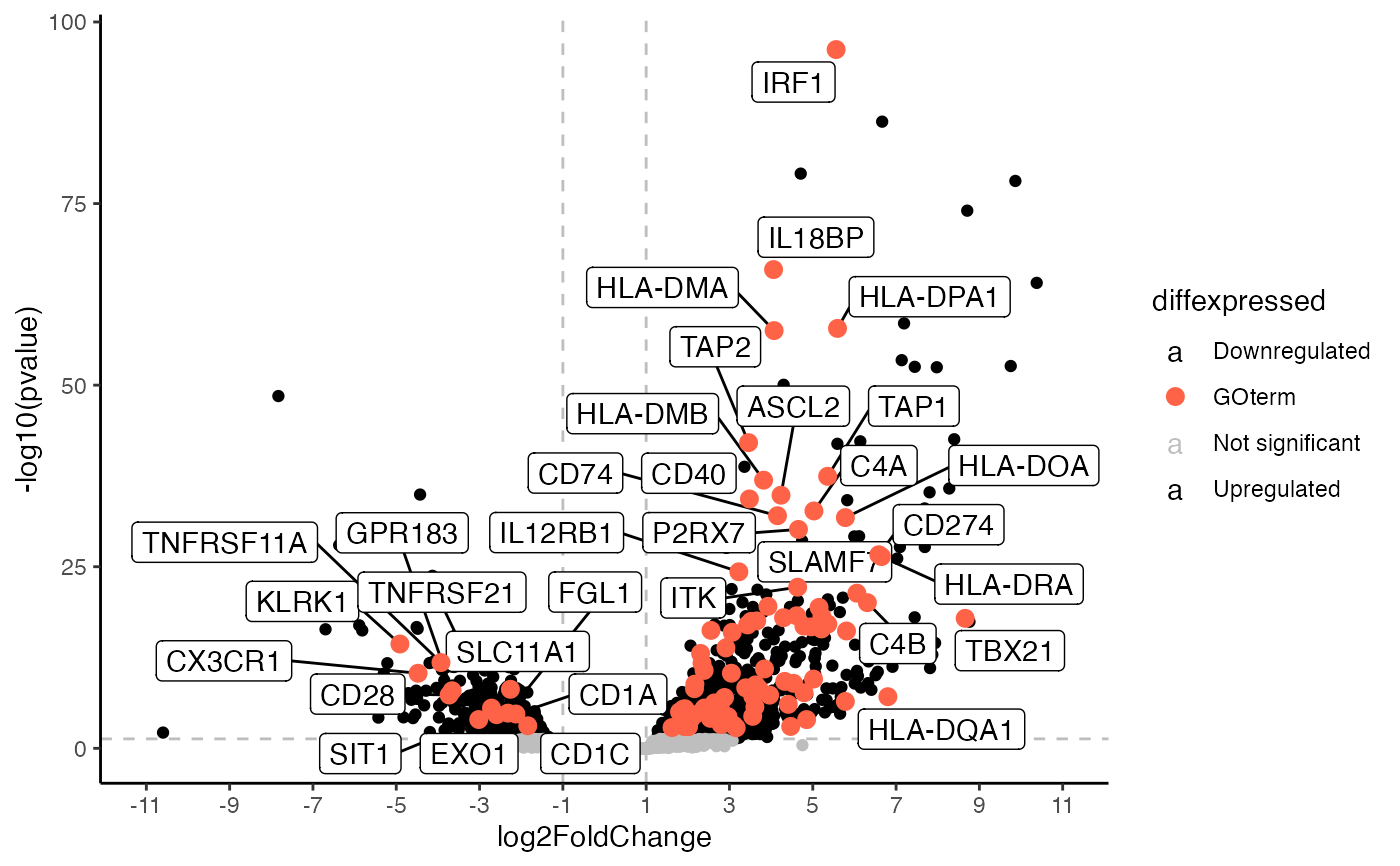 100
75
50
25
0
-log10(pvalue)
IRF1
IL18BP
HLA-DMA
HLA-DPA1
TAP2
HLA-DMB
ASCL2
TAP1
CD74
CD40
C4A
HLA-DOA
TNFRSF11A
GPR183
IL12RB1
P2RX7
CD274
SLAMF7
KLRK1
TNFRSF21
FGL1
ITK
HLA-DRA
CX3CR1
SLC11A1
C4B
TBX21
CD28
CD1A
HLA-DQA1
SIT1
EXO1
CD1C
-11
-9
-7
-5
-3
-1
1
3
5
7
9
11
log2FoldChange
diffexpressed
a Downregulated
GOterm
a Not significant
a Upregulated